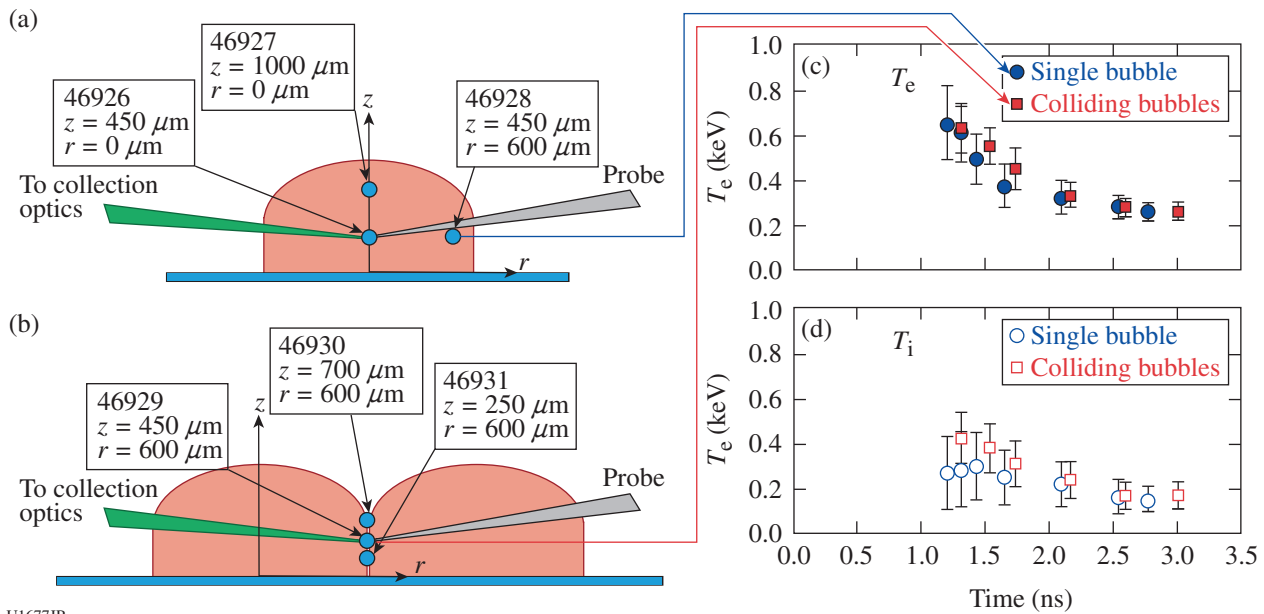 (a)
46927
z = 1000 μm
r = 0 μm
46926
z = 450 μm
r = 0 μm
46928
z = 450 μm
r = 600 μm
z
To collection
optics
Probe
r
(b)
46930
z = 700 μm
r = 600 μm
46931
z = 250 μm
r = 600 μm
46929
z = 450 μm
r = 600 μm
z
To collection
optics
Probe
r
(c)
Te
Single bubble
Colliding bubbles
Te (keV)
1.0
0.8
0.6
0.4
0.2
0.0
(d)
Ti
Single bubble
Colliding bubbles
Te (keV)
1.0
0.8
0.6
0.4
0.2
0.0
0.0 0.5 1.0 1.5 2.0 2.5 3.0 3.5
Time (ns)